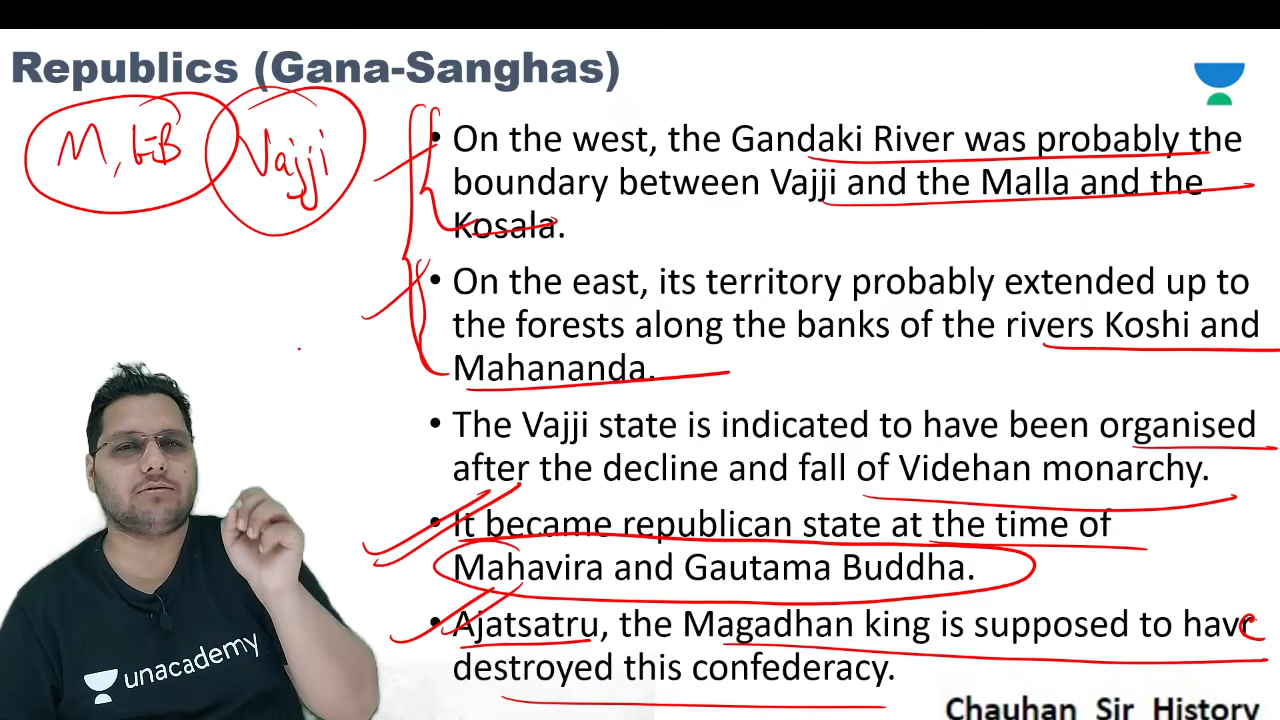 Republics (Gana-Sanghas)
M, GB
Vajji
• On the west, the Gandaki River was probably the
boundary between Vajji and the Malla and the
Kosala.
• On the east, its territory probably extended up to
the forests along the banks of the rivers Koshi and
Mahananda.
• The Vajji state is indicated to have been organised
after the decline and fall of Videhan monarchy.
• It became republican state at the time of
Mahavira and Gautama Buddha.
• Ajatsatru, the Magadhan king is supposed to have
destroyed this confederacy.
unacademy
Chauhan Sir History